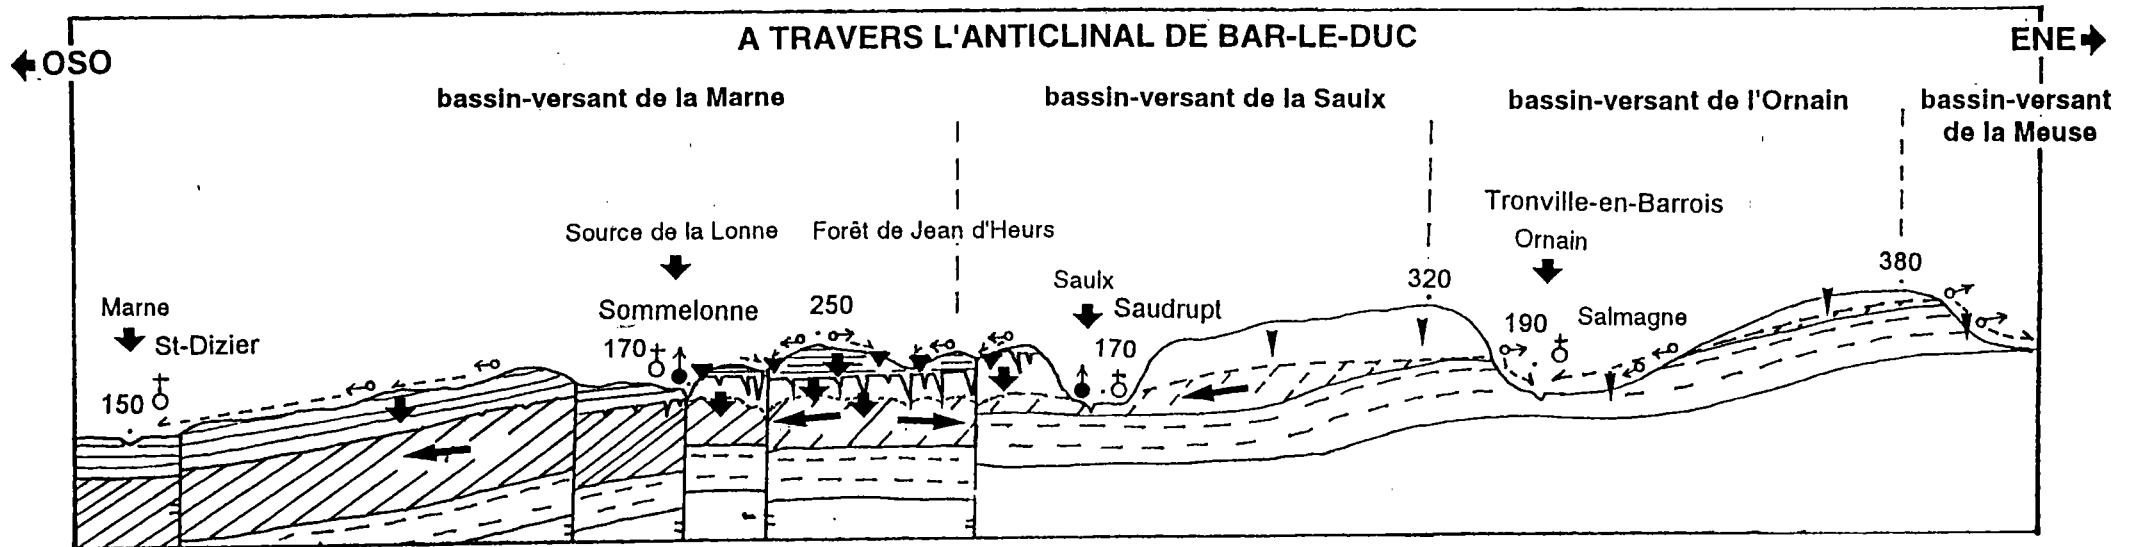 A TRAVERS L'ANTICLINAL DE BAR-LE-DUC
OSO
ENE
bassin-versant de la Marne
bassin-versant de la Saulx
bassin-versant de l'Ornain
bassin-versant
de la Meuse
Tronville-en-Barrois
Ornain
Source de la Lonne
Forêt de Jean d'Heurs
380
320
Saulx
Saudrupt
Marne
Sommelonne
250
St-Dizier
170
170
190
Salmagne
150